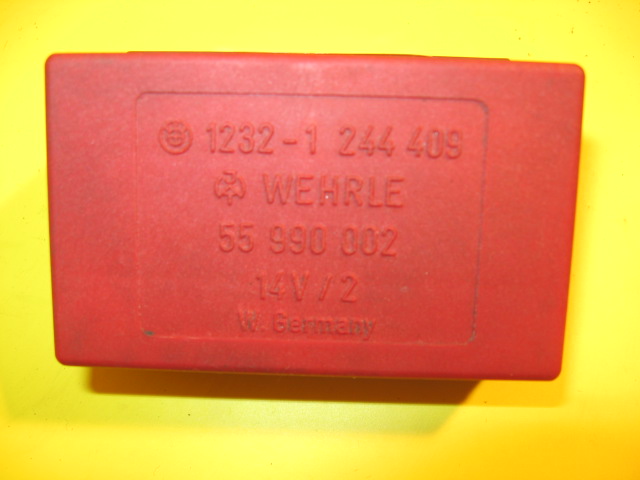 1232-1 244 409
WEHRLE
55 990 002
14V/2
W. Germany